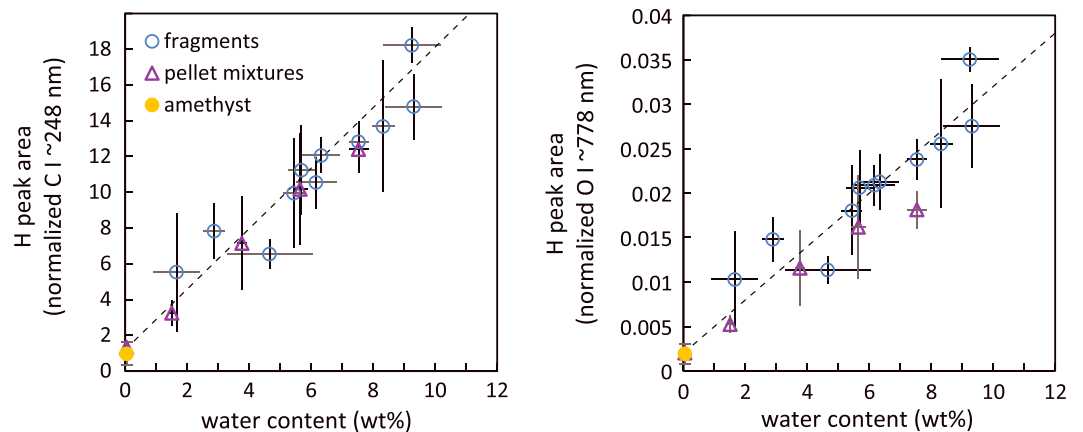 H peak area
(normalized C I ~248 nm)
18
16
14
12
10
8
6
4
2
0
fragments
pellet mixtures
amethyst
0 2 4 6 8 10 12
water content (wt%)
H peak area
(normalized O I ~778 nm)
0.04
0.035
0.03
0.025
0.02
0.015
0.01
0.005
0
0 2 4 6 8 10 12
water content (wt%)